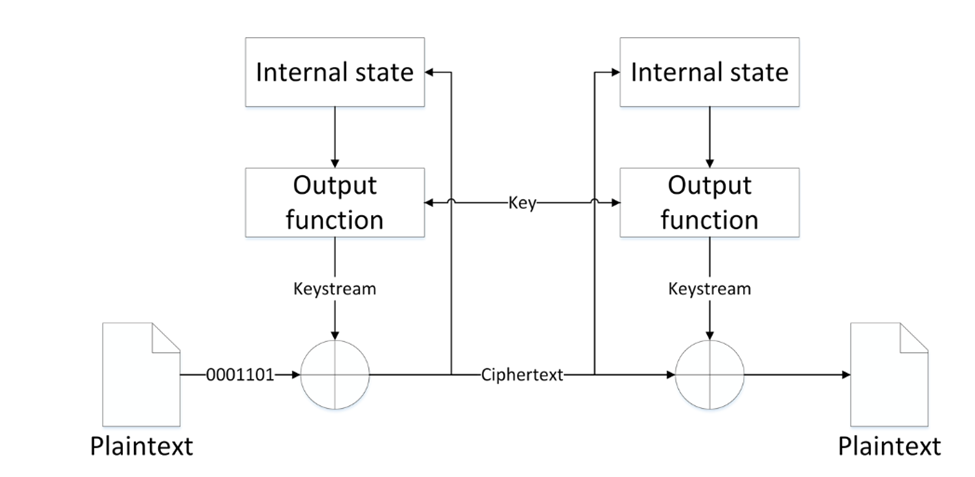 Internal state
Internal state
Output
function
Key
Output
function
Keystream
Keystream
0001101
Ciphertext
Plaintext
Plaintext